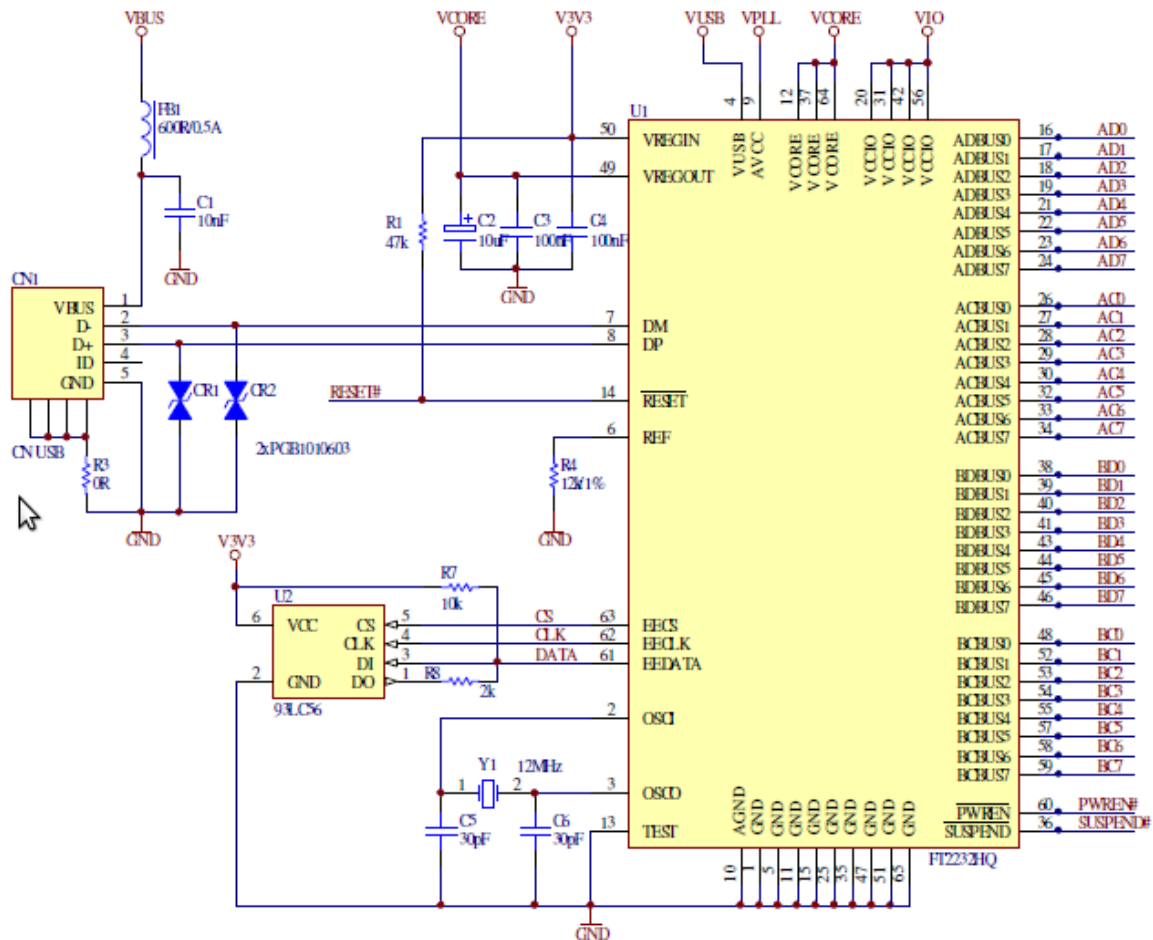 VBUS
VCORE
V3V3
VUSB
VPLL
VCORE
VIO
FB1
600R/0.5A
C1
10nF
GND
R1
47k
C2
10uF
C3
100nF
C4
100nF
GND
CN1
VBUS 1
D- 2
D+ 3
ID 4
GND 5
CN USB
R3
0R
CR1
CR2
2xPGB1010603
GND
RESET#
R4
12k/1%
GND
V3V3
U2
6 VCC
2 GND
CS 5
CLK 4
DI 3
DO 1
93LC56
R7
10k
R8
2k
CS
CLK
DATA
Y1
1
2
12MHz
C5
30pF
C6
30pF
GND
U1
4
9
12
37
64
20
31
42
56
VUSB
AVCC
VCORE
VCORE
VCORE
VCCIO
VCCIO
VCCIO
VCCIO
50 VREGIN
49 VREGOUT
7 DM
8 DP
14 RESET
6 REF
63 EECS
62 EECLK
61 EEDATA
2 OSCI
3 OSCO
13 TEST
ADBUS0 16 AD0
ADBUS1 17 AD1
ADBUS2 18 AD2
ADBUS3 19 AD3
ADBUS4 21 AD4
ADBUS5 22 AD5
ADBUS6 23 AD6
ADBUS7 24 AD7
ACBUS0 26 AC0
ACBUS1 27 AC1
ACBUS2 28 AC2
ACBUS3 29 AC3
ACBUS4 30 AC4
ACBUS5 32 AC5
ACBUS6 33 AC6
ACBUS7 34 AC7
BDBUS0 38 BD0
BDBUS1 39 BD1
BDBUS2 40 BD2
BDBUS3 41 BD3
BDBUS4 43 BD4
BDBUS5 44 BD5
BDBUS6 45 BD6
BDBUS7 46 BD7
BCBUS0 48 BC0
BCBUS1 52 BC1
BCBUS2 53 BC2
BCBUS3 54 BC3
BCBUS4 55 BC4
BCBUS5 57 BC5
BCBUS6 58 BC6
BCBUS7 59 BC7
PWREN 60 PWREN#
SUSPEND 36 SUSPEND#
AGND
GND
GND
GND
GND
GND
GND
GND
GND
GND
10
1
5
11
15
25
35
47
51
65
FT2232HQ